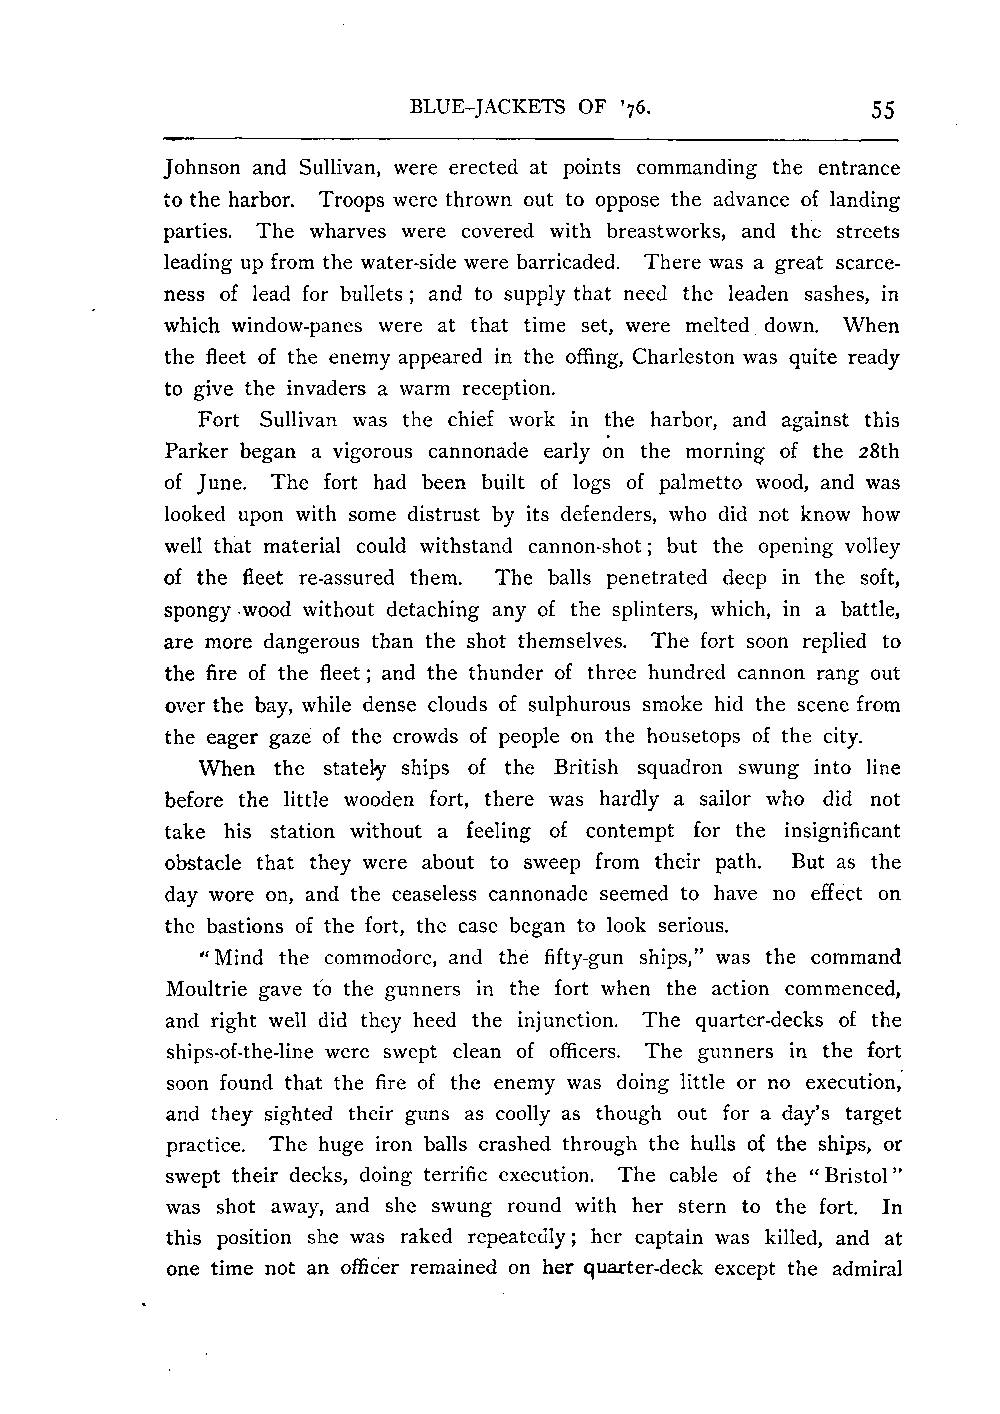 BLUE-JACKETS OF '76. 55
Johnson and Sullivan, were erected at points commanding the entrance
to the harbor. Troops were thrown out to oppose the advance of landing
parties. The wharves were covered with breastworks, and the streets
leading up from the water-side were barricaded. There was a great scarce-
ness of lead for bullets; and to supply that need the leaden sashes, in
which window-panes were at that time set, were melted down. When
the fleet of the enemy appeared in the offing, Charleston was quite ready
to give the invaders a warm reception.
Fort Sullivan was the chief work in the harbor, and against this
Parker began a vigorous cannonade early on the morning of the 28th
of June. The fort had been built of logs of palmetto wood, and was
looked upon with some distrust by its defenders, who did not know how
well that material could withstand cannon-shot; but the opening volley
of the fleet re-assured them. The balls penetrated deep in the soft,
spongy wood without detaching any of the splinters, which, in a battle,
are more dangerous than the shot themselves. The fort soon replied to
the fire of the fleet; and the thunder of three hundred cannon rang out
over the bay, while dense clouds of sulphurous smoke hid the scene from
the eager gaze of the crowds of people on the housetops of the city.
When the stately ships of the British squadron swung into line
before the little wooden fort, there was hardly a sailor who did not
take his station without a feeling of contempt for the insignificant
obstacle that they were about to sweep from their path. But as the
day wore on, and the ceaseless cannonade seemed to have no effect on
the bastions of the fort, the case began to look serious.
"Mind the commodore, and the fifty-gun ships," was the command
Moultrie gave to the gunners in the fort when the action commenced,
and right well did they heed the injunction. The quarter-decks of the
ships-of-the-line were swept clean of officers. The gunners in the fort
soon found that the fire of the enemy was doing little or no execution,
and they sighted their guns as coolly as though out for a day's target
practice. The huge iron balls crashed through the hulls of the ships, or
swept their decks, doing terrific execution. The cable of the "Bristol"
was shot away, and she swung round with her stern to the fort. In
this position she was raked repeatedly; her captain was killed, and at
one time not an officer remained on her quarter-deck except the admiral